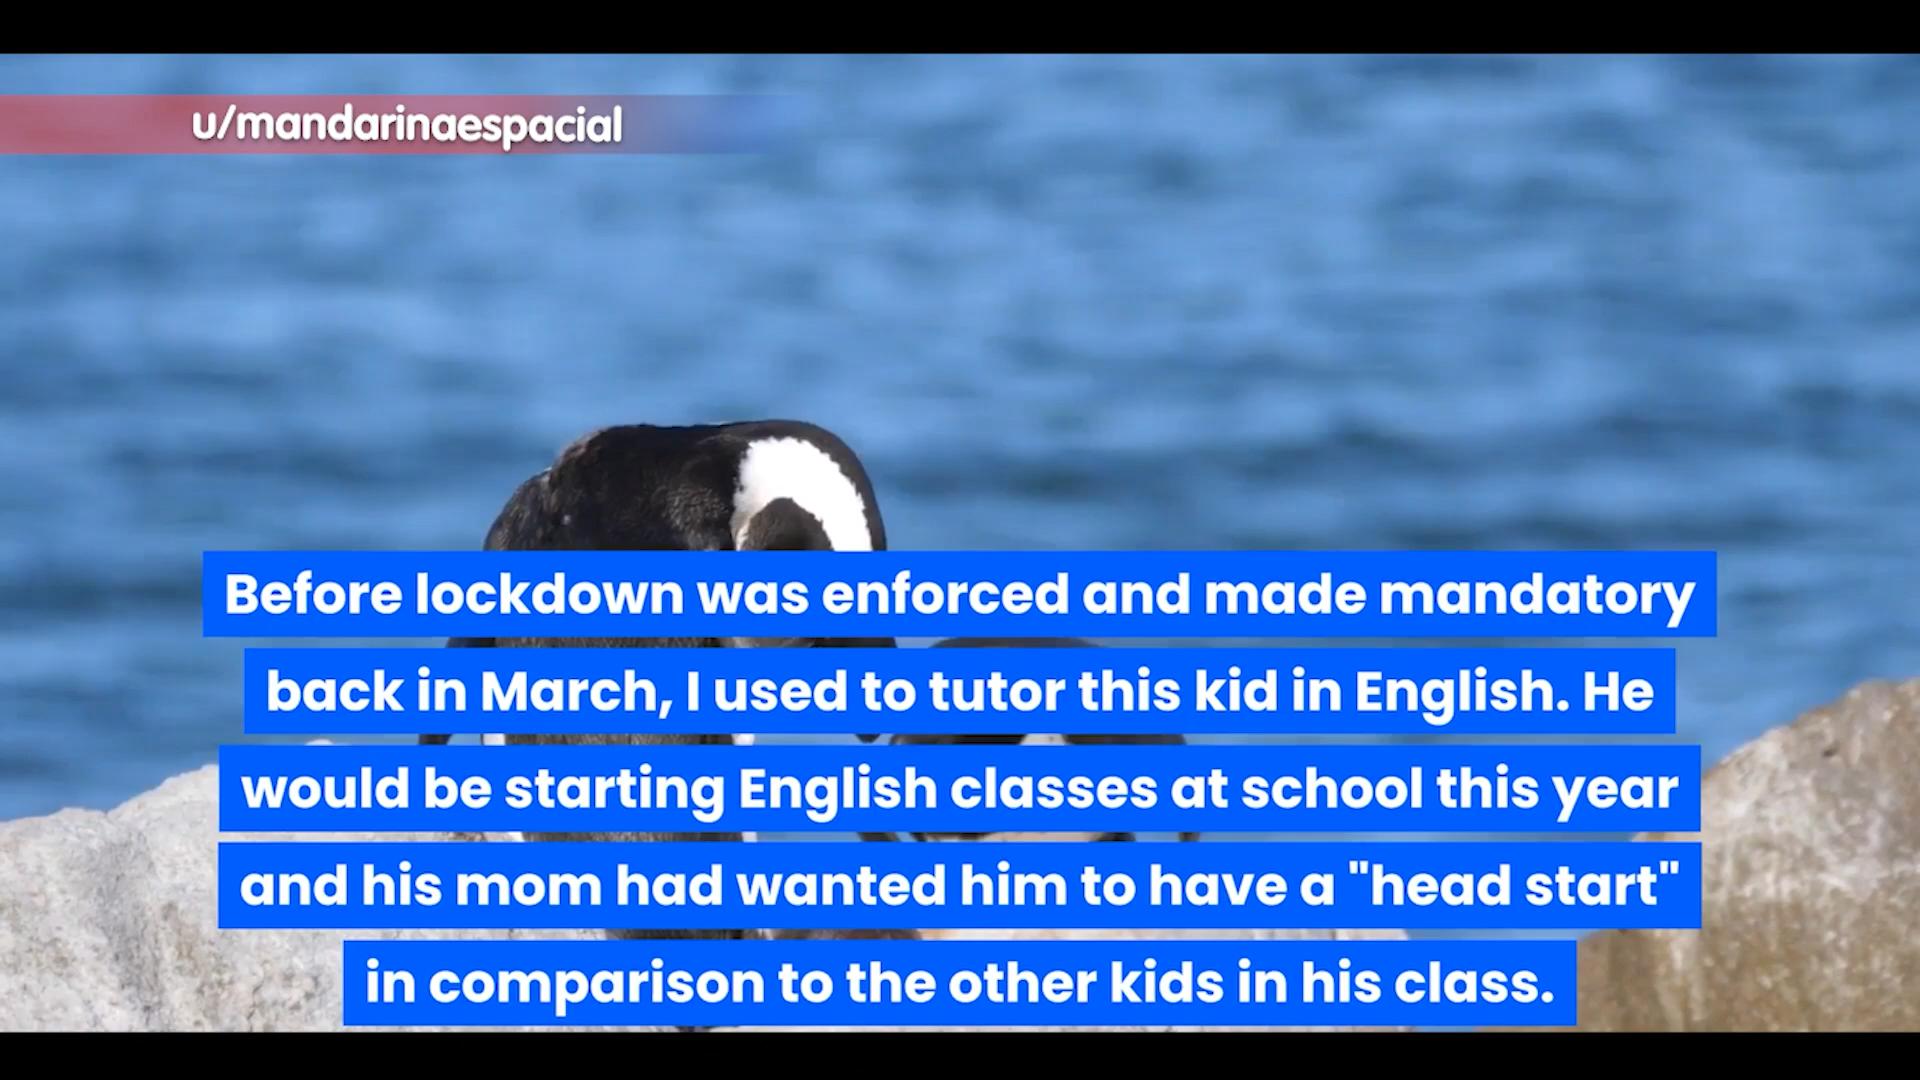 u/mandarinaespacial
Before lockdown was enforced and made mandatory
back in March, I used to tutor this kid in English. He
would be starting English classes at school this year
and his mom had wanted him to have a "head start"
in comparison to the other kids in his class.